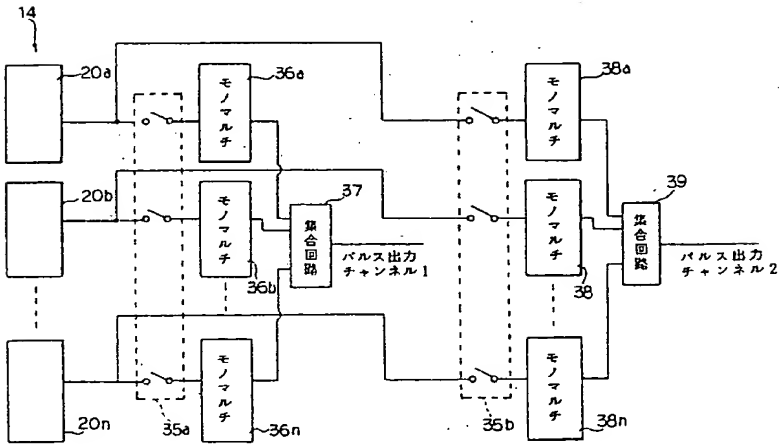 14
20a
36a
38a
モノマルチ
モノマルチ
20b
37
39
モノマルチ
集合回路
パルス出力
チャンネル1
モノマルチ
集合回路
パルス出力
チャンネル2
36b
38
モノマルチ
モノマルチ
20n
35a
36n
35b
38n